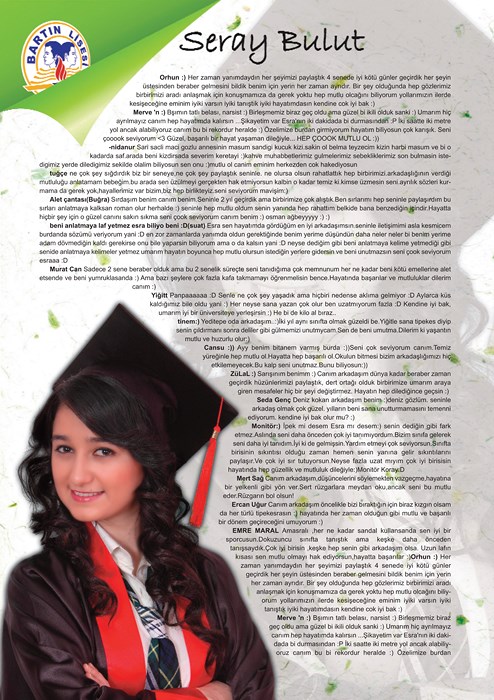 BARTIN LİSESİ
Seray Bulut
Orhun :) Her zaman yanımdaydın her şeyimizi paylaştık 4 senede iyi kötü günler geçirdik her şeyin
üstesinden beraber gelmesini bildik benim için yerin her zaman ayrıdır. Bir şey olduğunda hep gözlerimiz
birbirimizi aradı anlaşmak için konuşmamıza da gerek yoktu hep mutlu olcağını biliyorum yollarımızın ilerde
kesişeceğine eminim iyiki varsın iyiki tanıştık iyiki hayatımdasın kendine cok iyi bak :)
Merve 'n :) Bşımın tatlı belası, narsist :) Birleşmemiz biraz geç oldu ama güzel bi ikili olduk sanki :) Umarım hiç
ayrılmayız canım hep hayatımda kalırsın ...Şikayetim var Esra'nın iki dakidada bi durmasından :P İki saatte iki metre
yol ancak alabiliyoruz canım bu bi rekordur heralde :) Özelimize durdan girmiyorum hayatım biliyosun çok karışık. Seni
çooook seviyorum <3 Güzel, başarılı bir hayat yaşaman dileğiyle... HEP ÇOOOK MUTLU OL :))
-nidanur SarI saclI maci gozlu annesinin masum sandigi kucuk kizi.sakin di bakim sen o alcak bi melsa teyzecim kizin harbi masum ve bi o
kadarda saf.arada beni kizdirsada severim keratayi :)kahve muhabbetlerimiz gulmelerimiz sebekliklerimiz son bulmasin iste-
digimiz yerde diledigimiz sekilde olalim biliyosun sen onu :)mutlu ol canim eminim herkezden cok hakediyosun
tuğçe ne çok şey sığdırdık biz bir seneye,ne çok şey paylaştık seninle. ne olursa olsun rahatlattık hep birbirimizi.arkadaşlığının verdiği
mutluluğu anlatamam bebeğim.bu arada sen üzülmeyi gerçekten hak etmiyorsun kalbin o kadar temiz ki.kimse üzmesin seni.ayrılık sözleri kur-
mama da gerek yok,hayallerimiz var bizim,biz hep birlikteyiz.seni seviyorum maviş(m;)
Alet çantası(Buğra) Sırdaşım benim canım benim.Seninle 2 yıl geçirdik ama birbirimize çok alıştık.Ben sırlarımı hep seninle paylaşırdım bu
sırları anlatmaya kalksam roman olur herhalde:) seninle hep mutlu oldum senin yanında hep rahattım belkide bana benzediğin içindir.Hayatta
hiçbir şey için o güzel canını sakın sıkma seni çook seviyorum canım benim :) osman ağbeyyyy :) :)
beni anlatmaya laf yetmez esra biliyo beni :D(suat) Esra sen hayatımda gördüğüm en iyi arkadaşımsın.seninle iletişimimi asla kesmicem
burdanda sözümü veriyorum yani :D en zor zamanlarda yanımda oldun gerektiğinde benim yerime düşündün daha neler neler bi benim yerime
adam dövmediğin kaldı gerekirse onu bile yaparsin biliyorum ama o da kalsın yani :D neyse dediğim gibi beni anlatmaya kelime yetmediği gibi
senide anlatmaya kelimeler yetmez umarım hayatın boyunca hep mutlu olursun istediğin yerlere gidersin ve beni unutmazsın seni çook seviyorum
esraaa :D
Murat Çan Sadece 2 sene beraber olduk ama bu 2 senelik süreçte seni tanıdığıma çok memnunum her ne kadar beni kötü emellerine alet
etsende ve beni yumruklasanda :) Ama bazı şeylere çok fazla kafa takmamayı öğrenmelisin bence.Hayatında başarılar ve mutluluklar dilerim
canım :)
Yiğitt Panpaaaaaa :D Senle ne çok şey yaşadık ama hiçbiri nedense aklıma gelmiyor :D Aylarca küs
kaldığımız bile oldu yani :) Her neyse sana yazan çok olur ben uzatmıyorum fazla :D Kendine iyi bak,
umarım iyi bir üniversiteye yerleşirsin :) He bi de kilo al biraz..
tinem:) Yeditepe oda arkadaşım..:)İki yıl aynı sınıfta olmak güzeldi be.Yiğitle sana tipekes diyip
senin çıldırmanı sonra deliler gibi gülmemizi unutmycam.Sen de beni unutma.Dilerim ki yaşantın
mutlu ve huzurlu olur;)
Cansu :)) Ayy benim bitanem varmış burda :))Seni çok seviyorum canım.Temiz
yüreğinle hep mutlu ol.Hayatta hep başarılı ol.Okulun bitmesi bizim arkadaşlığımızı hiç
etkilemeyecek.Bu kalp seni unutmaz.Bunu biliyosun:))
ZüLaL :) Sarışınım benimm :) Canım arkadaşım dünya kadar beraber zaman
geçirdik hüzünlerimizi paylaştık, dert ortağı olduk birbirimize umarım araya
giren mesafeler hiç bir şeyi değiştirmez. Hayatın hep dilediğince geçsin :)
Seda Genç Deniz kokan arkadaşım benim :)deniz gözlüm. seninle
arkadaş olmak çok güzel. yılların beni sana unutturmamasını temenni
ediyorum. kendine iyi bak olur mu? :)
Monitör:) İpek mi desem Esra mı desem:) senin dediğin gibi fark
etmez.Aslında seni daha önceden çok iyi tanımıyordum.Bizim sınıfa gelerek
seni daha iyi tanıdım.İyi ki de gelmişsin.Yardım etmeyi çok seviyorsun.Sınıfta
birisinin sıkıntısı olduğu zaman hemen senin yanına gelir sıkıntılarını
paylaşır.Ve çok iyi sır tutuyorsun.Neyse fazla uzat mıyım çok iyi birisisin
hayatında hep güzellik ve mutluluk dileğiyle:)Monitör Koray:D
Mert Sağ Canım arkadaşım,düşüncelerini söylemekten vazgeçme,hayatına
bir yelkenli gibi yön ver.Sert rüzgarlara meydan oku,ancak seni bu mutlu
eder.Rüzgarın bol olsun!
Ercan Uğur Canım arkadaşım öncelikle bizi bıraktığın için biraz kızgın olsam
da her türlü tipekesrasın :) hayatında her zaman olduğun gibi mutlu ve başarılı
bir dönem geçireceğini umuyorum :)
EMRE MARAL Amasralı ,her ne kadar sandal kullansanda sen iyi bir
sporcusun.Dokuzuncu sınıfta tanıştık ama keşke daha önceden
tanışsaydık.Çok iyi birisin ,keşke hep senin gibi arkadaşım olsa. Uzun lafın
kısası sen mutlu olmayı hak ediyorsun,hayatta başarılar :)Orhun :) Her
zaman yanımdaydın her şeyimizi paylaştık 4 senede iyi kötü günler geçirdik
her şeyin üstesinden beraber gelmesini bildik benim için yerin
her zaman ayrıdır. Bir şey olduğunda hep gözlerimiz birbirimizi aradı
anlaşmak için konuşmamıza da gerek yoktu hep mutlu olcağını biliy-
orum yollarımızın ilerde kesişeceğine eminim iyiki varsın iyiki
tanıştık iyiki hayatımdasın kendine cok iyi bak :)
Merve 'n :) Bşımın tatlı belası, narsist :) Birleşmemiz biraz
geç oldu ama güzel bi ikili olduk sanki :) Umarım hiç ayrılmayız
canım hep hayatımda kalırsın ...Şikayetim var Esra'nın iki daki-
dada bi durmasından :P İki saatte iki metre yol ancak alabiliy-
oruz canım bu bi rekordur heralde :) Özelimize burdan